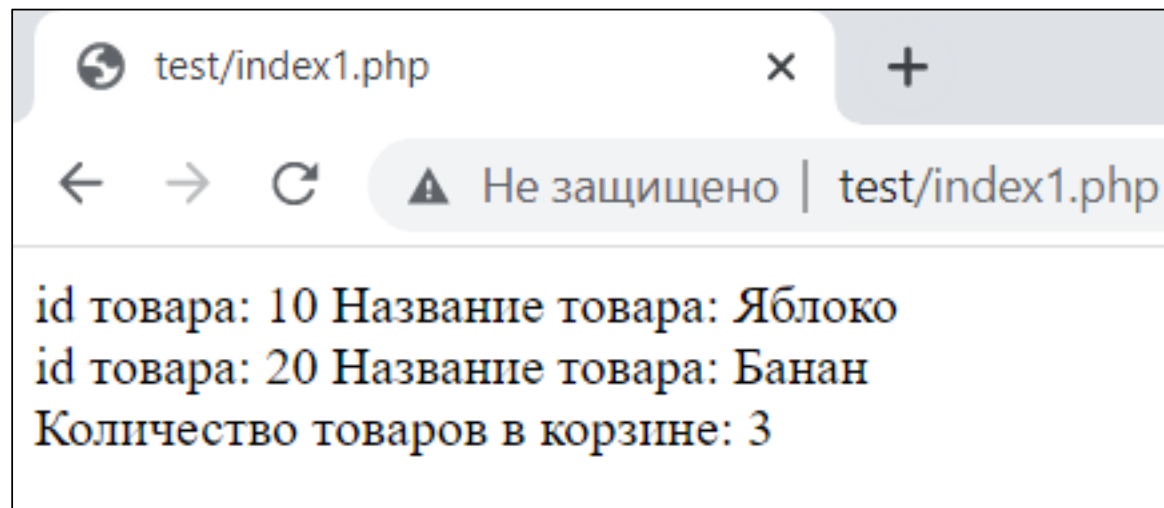 test/index1.php
Не защищено | test/index1.php
id товара: 10 Название товара: Яблоко
id товара: 20 Название товара: Банан
Количество товаров в корзине: 3